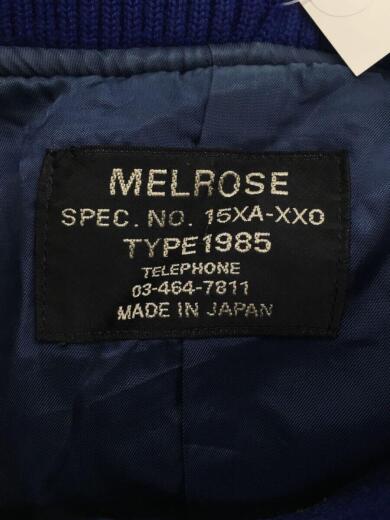 MELROSE
SPEC. NO. 15XA-XXO
TYPE1985
TELEPHONE
03-464-7811
MADE IN JAPAN